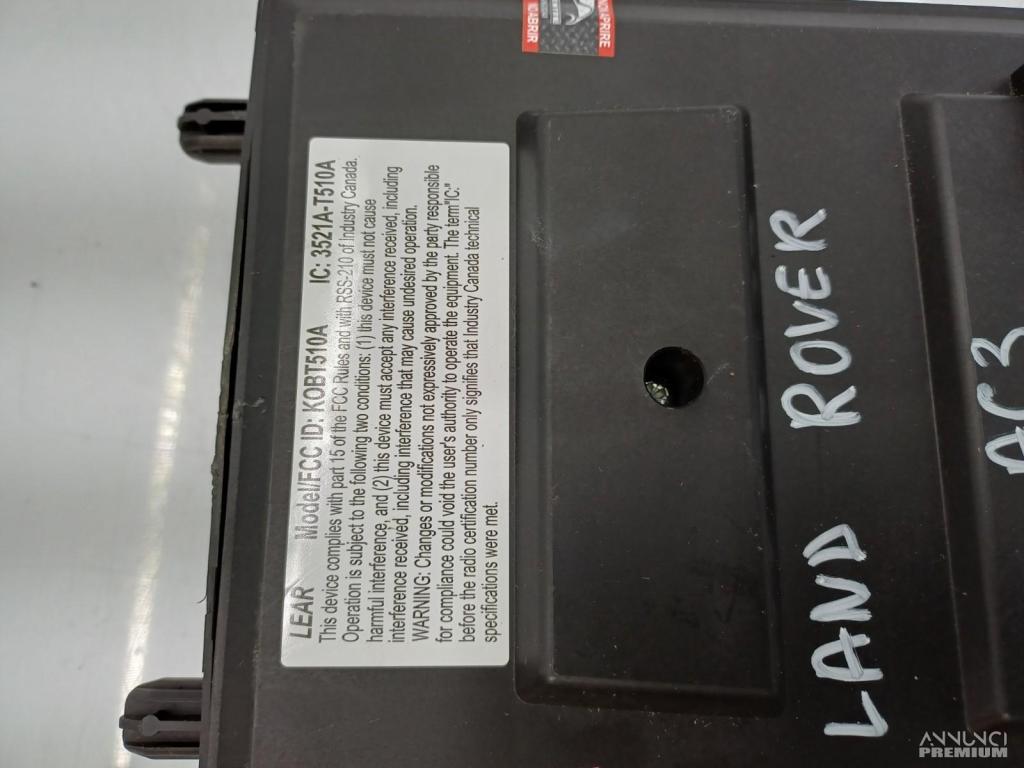 LEAR Model/FCC ID: KOBT510A IC: 3521A-T510A
This device complies with part 15 of the FCC Rules and with RSS-210 of Industry Canada.
Operation is subject to the following two conditions: (1) this device must not cause
harmful interference, and (2) this device must accept any interference received, including
interference received, including interference that may cause undesired operation.
WARNING: Changes or modifications not expressively approved by the party responsible
for compliance could void the user's authority to operate the equipment. The term"IC:"
before the radio certification number only signifies that Industry Canada technical
specifications were met.
LAND ROVER
ANNUNCI
PREMIUM